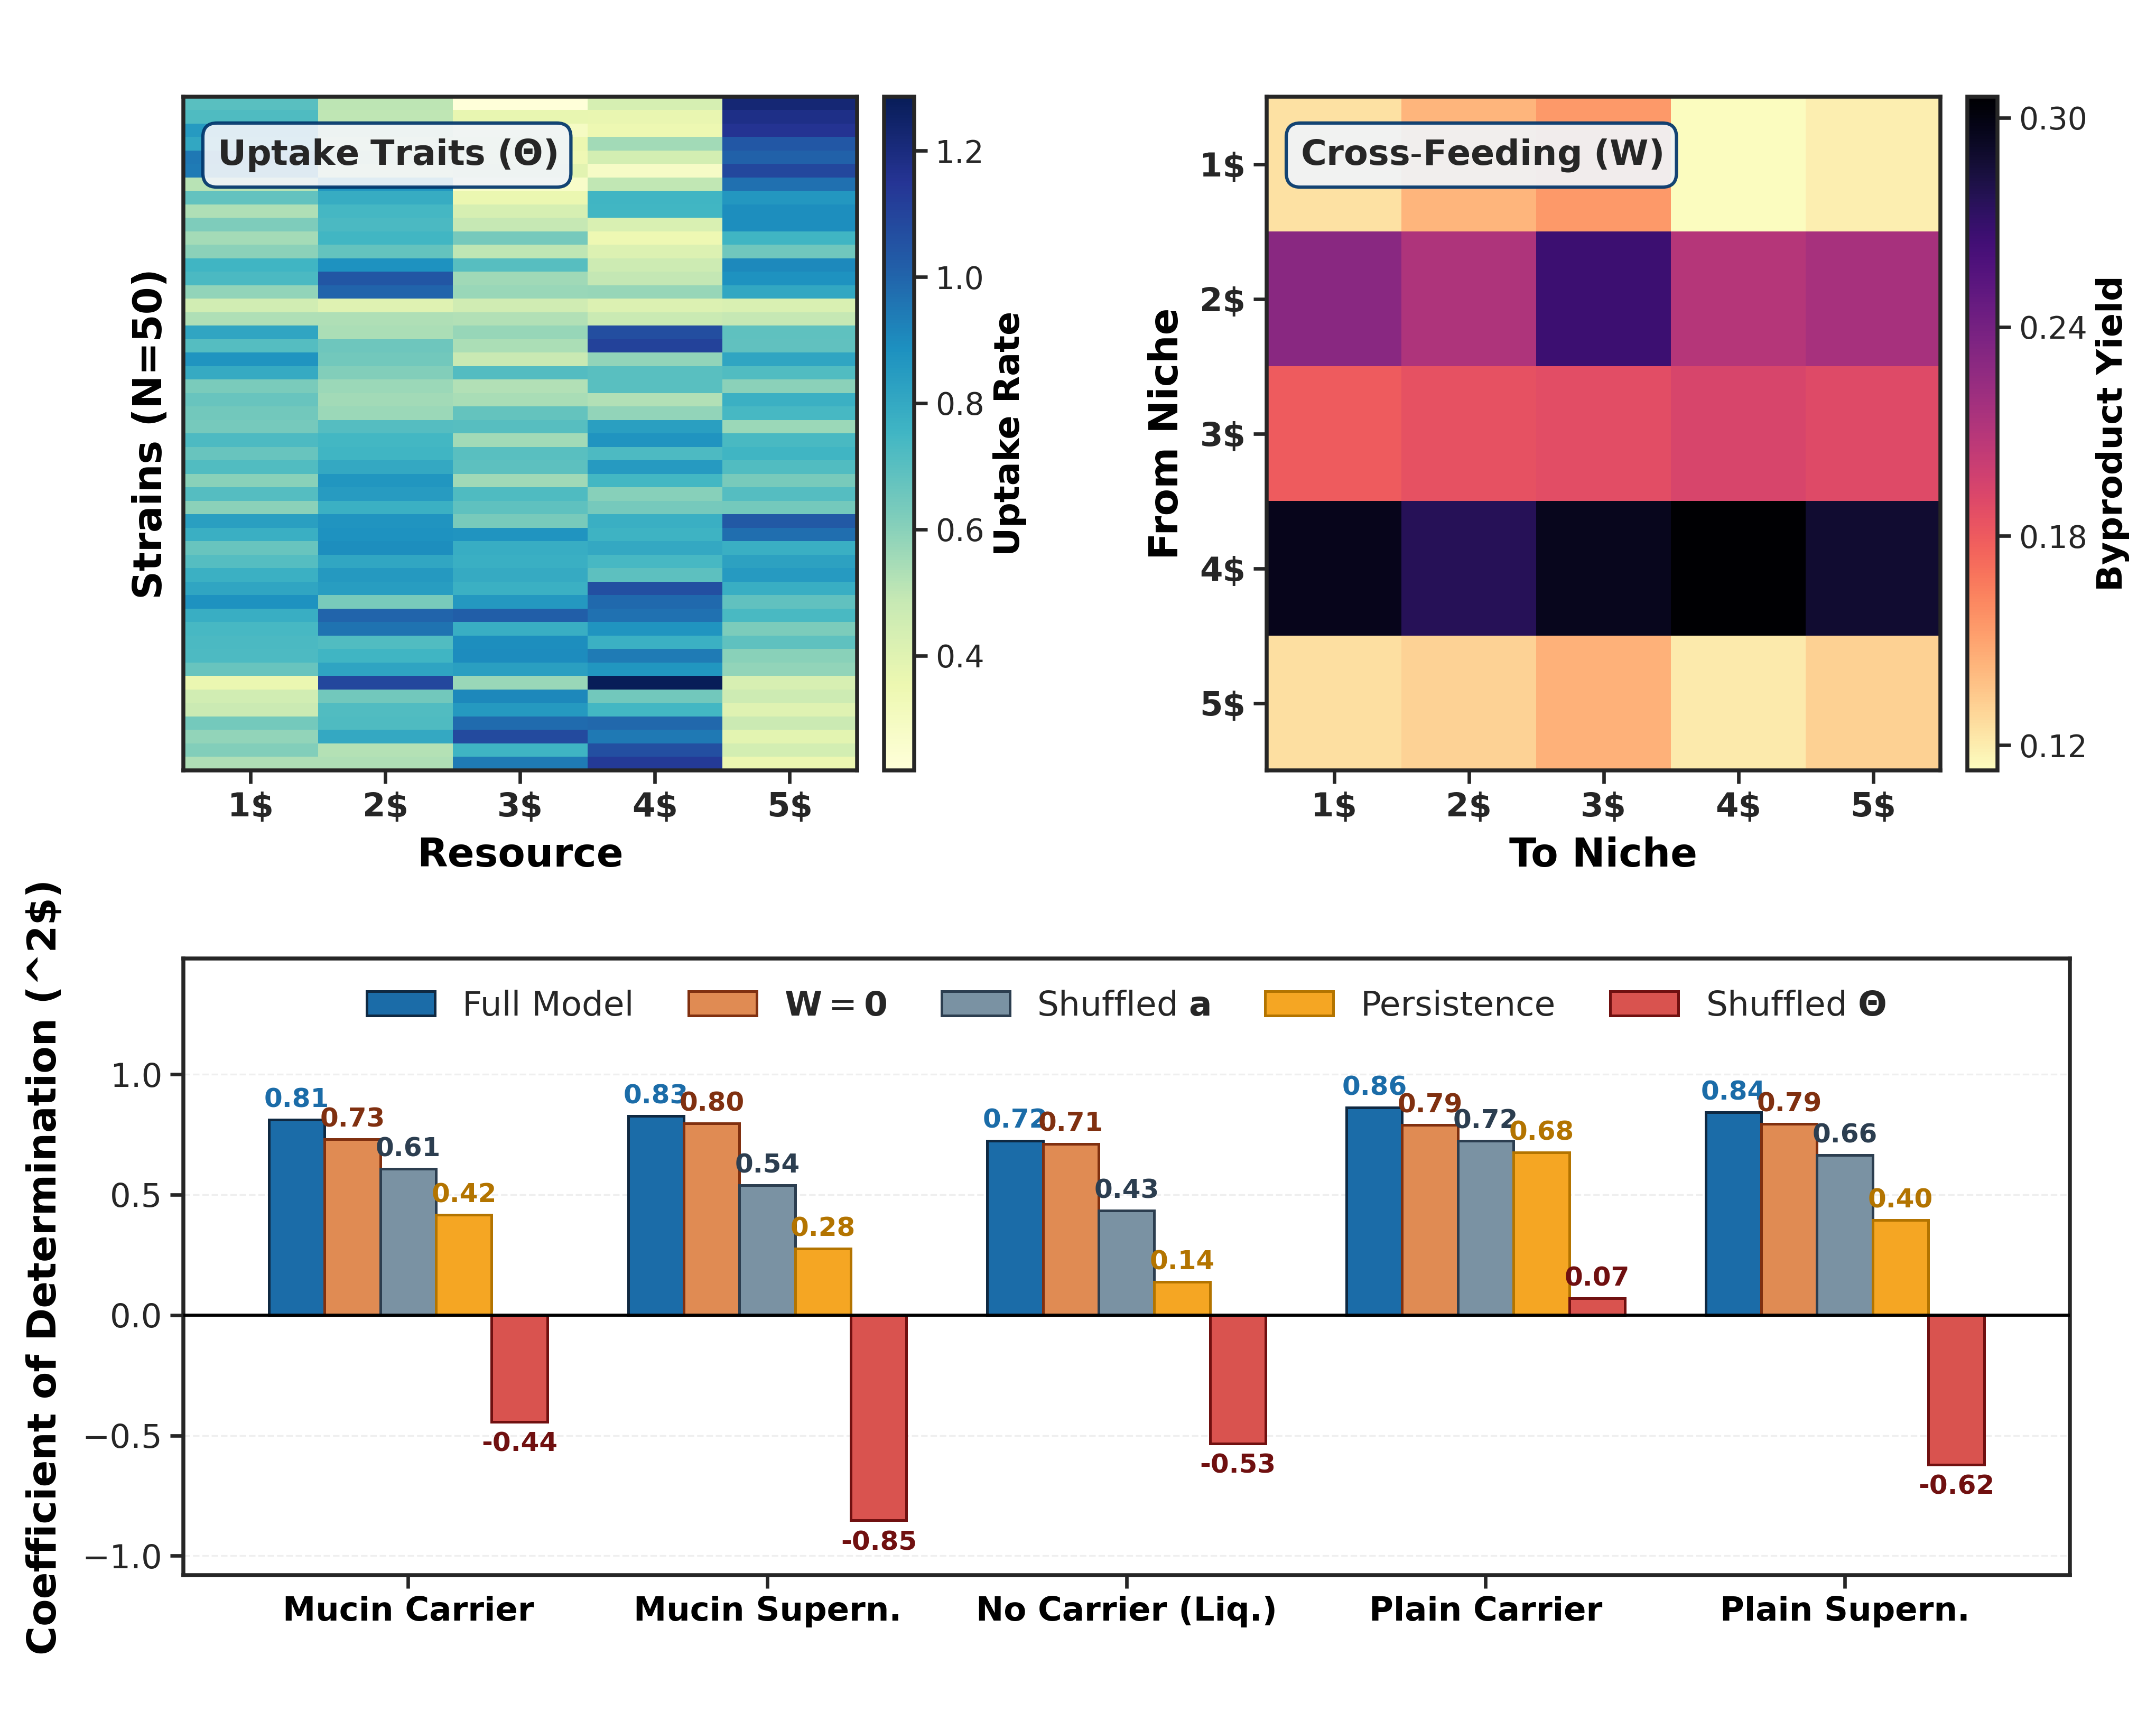 Uptake Traits (Θ)
Strains (N=50)
1$ 2$ 3$ 4$ 5$
Resource
1.2
1.0
0.8
0.6
0.4
Uptake Rate
Cross-Feeding (W)
From Niche
1$
2$
3$
4$
5$
1$ 2$ 3$ 4$ 5$
To Niche
0.30
0.24
0.18
0.12
Byproduct Yield
Coefficient of Determination (^2$)
Full Model W = 0 Shuffled a Persistence Shuffled Θ
1.0
0.5
0.0
−0.5
−1.0
0.81 0.73 0.61 0.42 -0.44
0.83 0.80 0.54 0.28 -0.85
0.72 0.71 0.43 0.14 -0.53
0.86 0.79 0.72 0.68 0.07
0.84 0.79 0.66 0.40 -0.62
Mucin Carrier Mucin Supern. No Carrier (Liq.) Plain Carrier Plain Supern.